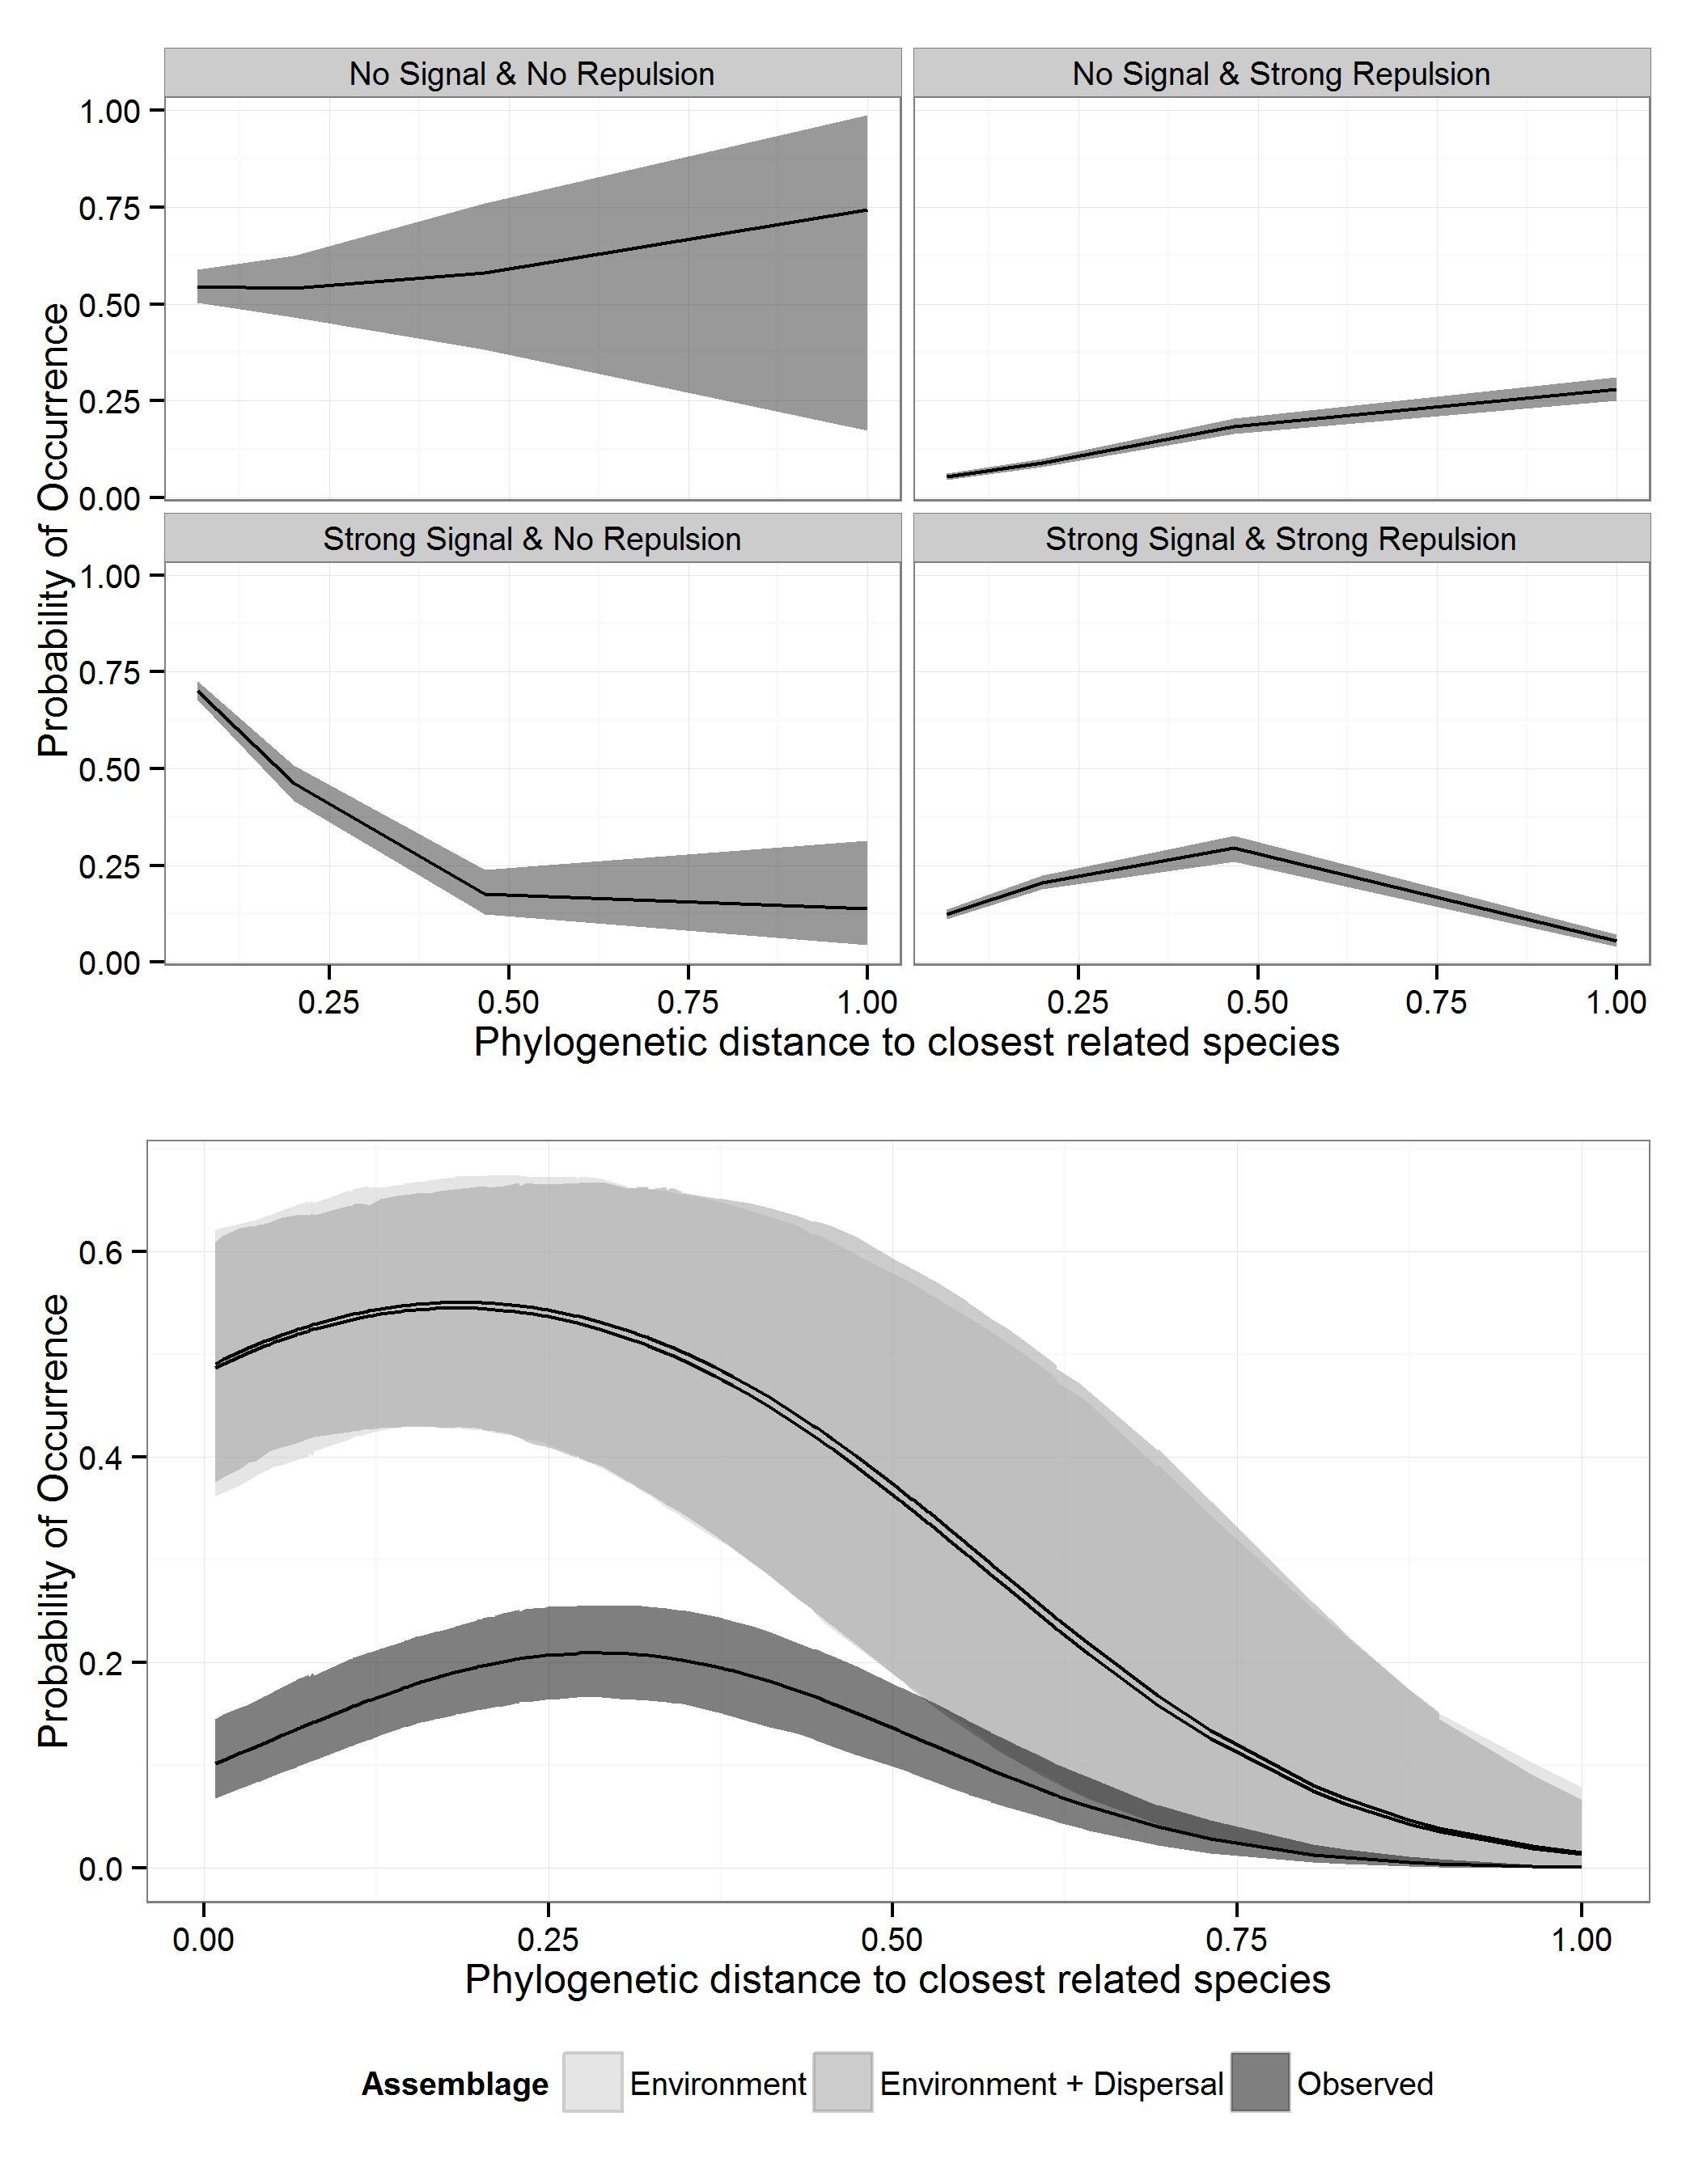 No Signal & No Repulsion
No Signal & Strong Repulsion
1.00
0.75
0.50
0.25
0.00
Probability of Occurrence
Strong Signal & No Repulsion
Strong Signal & Strong Repulsion
1.00
0.75
0.50
0.25
0.00
0.25 0.50 0.75 1.00 0.25 0.50 0.75 1.00
Phylogenetic distance to closest related species
0.6
0.4
0.2
0.0
Probability of Occurrence
0.00 0.25 0.50 0.75 1.00
Phylogenetic distance to closest related species
Assemblage Environment Environment + Dispersal Observed